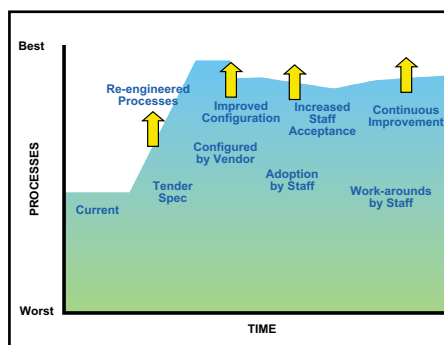 Best
Re-engineered
Processes
Improved
Configuration
Increased
Staff
Acceptance
Continuous
Improvement
Configured
by Vendor
Adoption
by Staff
Tender
Spec
Work-arounds
by Staff
Current
PROCESSES
Worst
TIME